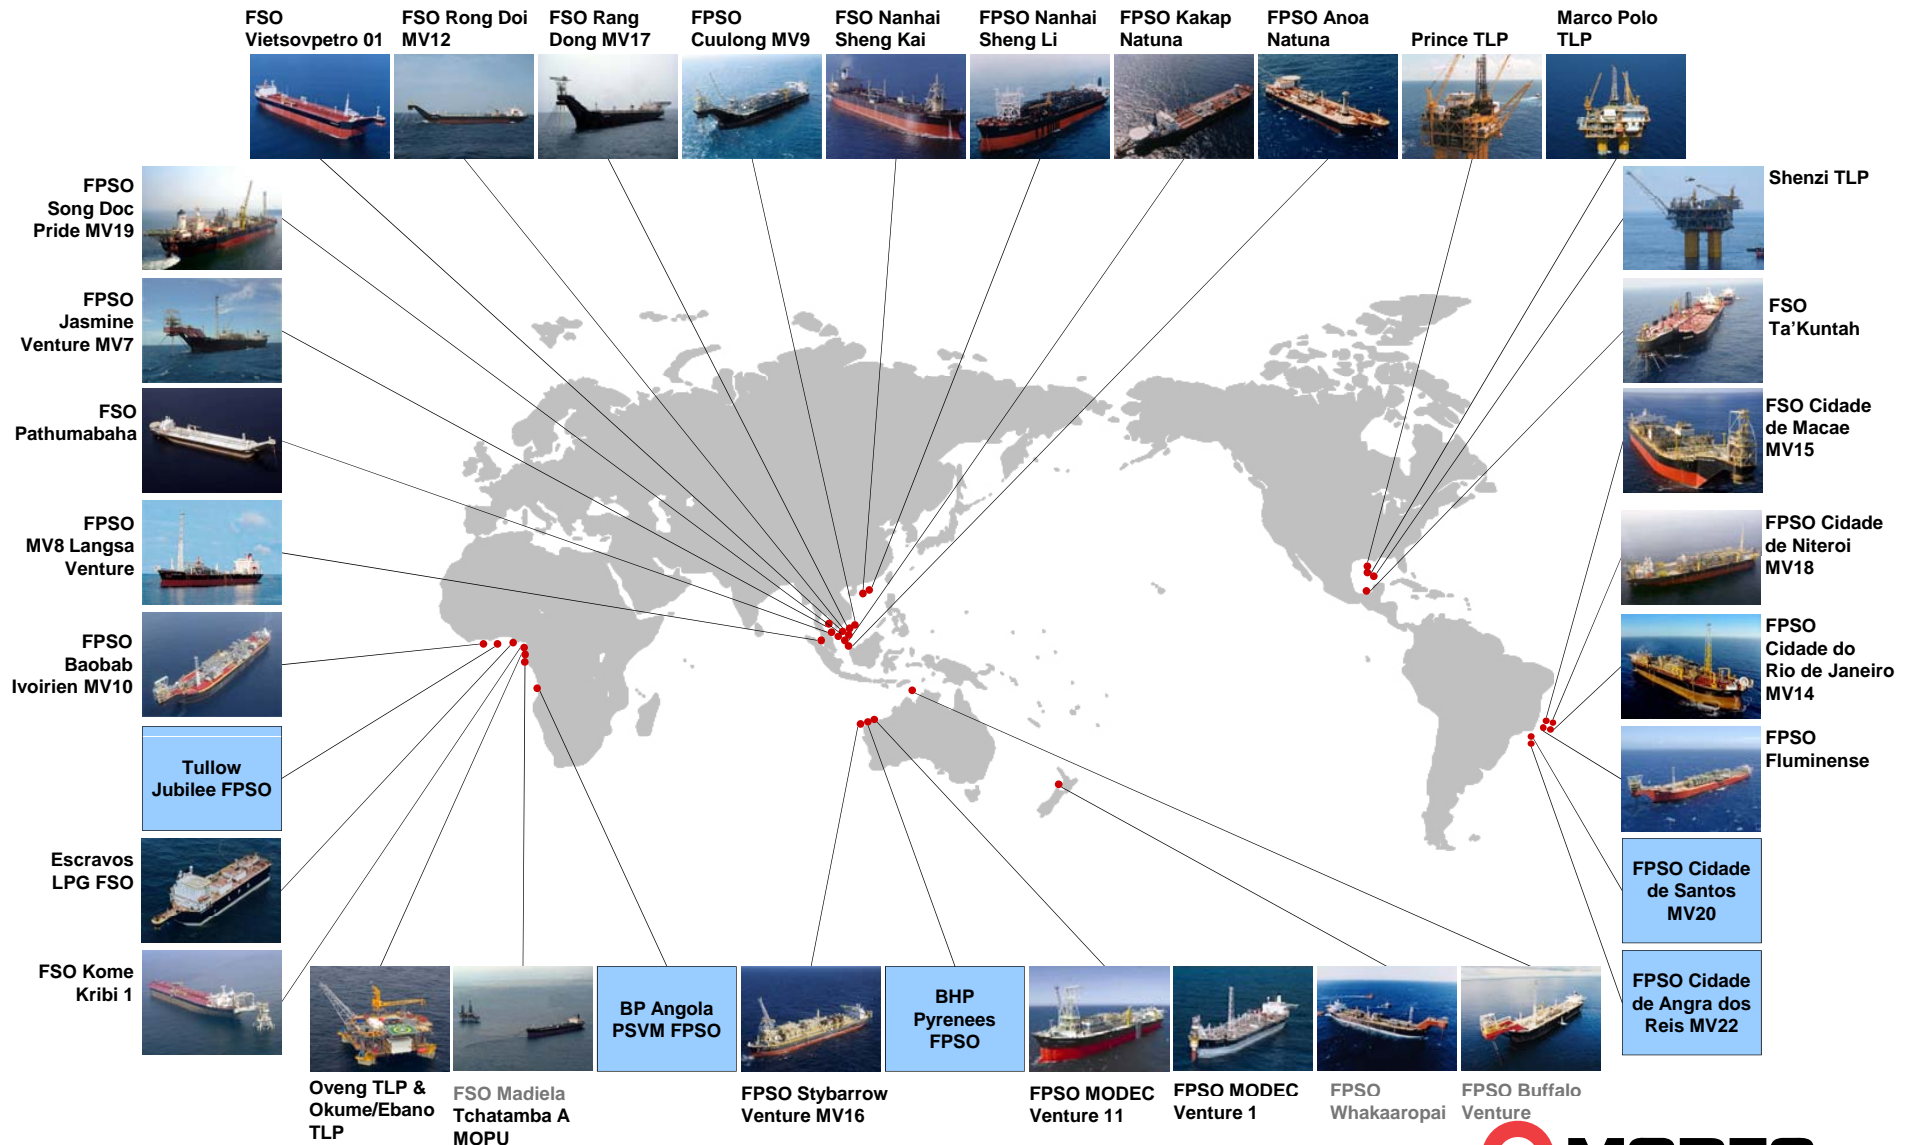 FSO
Vietsovpetro 01
FSO Rong Doi
MV12
FSO Rang
Dong MV17
FPSO
Cuulong MV9
FSO Nanhai
Sheng Kai
FPSO Nanhai
Sheng Li
FPSO Kakap
Natuna
FPSO Anoa
Natuna
Prince TLP
Marco Polo
TLP
FPSO
Song Doc
Pride MV19
FPSO
Jasmine
Venture MV7
FSO
Pathumabaha
FPSO
MV8 Langsa
Venture
FPSO
Baobab
Ivoirien MV10
Tullow
Jubilee FPSO
Escravos
LPG FSO
FSO Kome
Kribi 1
Shenzi TLP
FSO
Ta’Kuntah
FSO Cidade
de Macae
MV15
FPSO Cidade
de Niteroi
MV18
FPSO
Cidade do
Rio de Janeiro
MV14
FPSO
Fluminense
FPSO Cidade
de Santos
MV20
FPSO Cidade
de Angra dos
Reis MV22
Oveng TLP &
Okume/Ebano
TLP
FSO Madiela
Tchatamba A
MOPU
BP Angola
PSVM FPSO
FPSO Stybarrow
Venture MV16
BHP
Pyrenees
FPSO
FPSO MODEC
Venture 11
FPSO MODEC
Venture 1
FPSO
Whakaaropai
FPSO Buffalo
Venture
MODEC